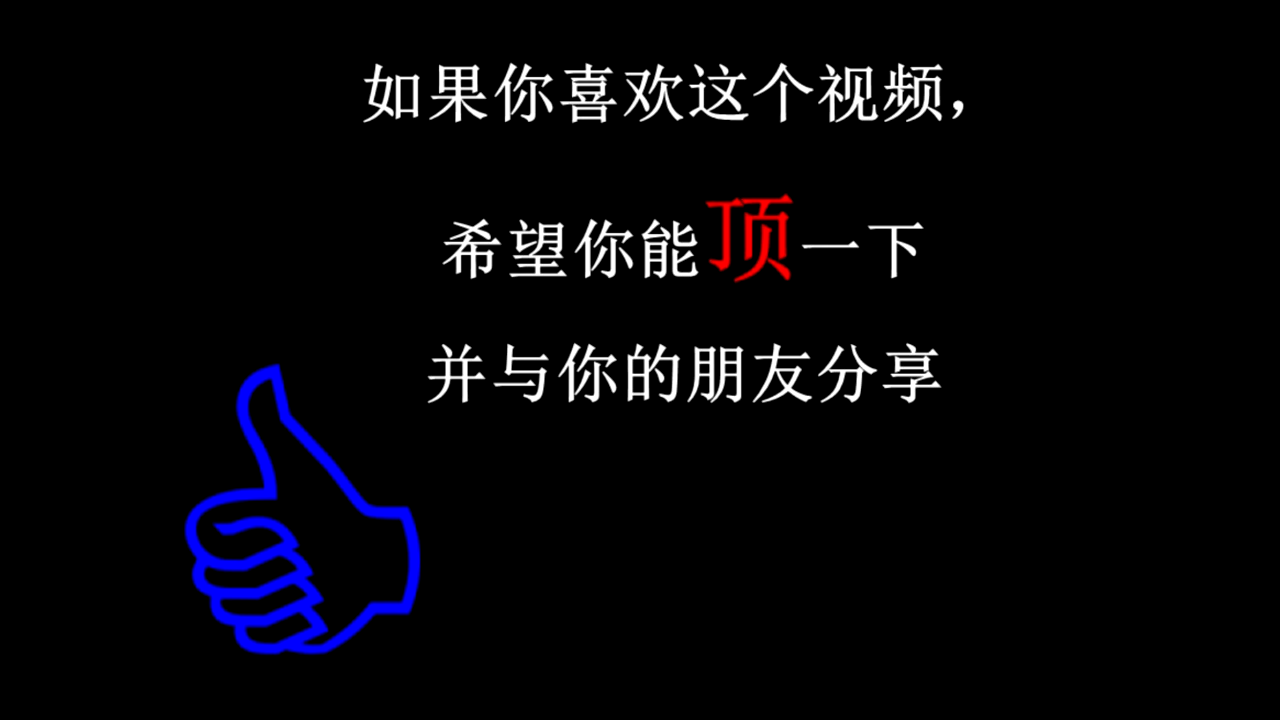 如果你喜欢这个视频，
希望你能顶一下
并与你的朋友分享